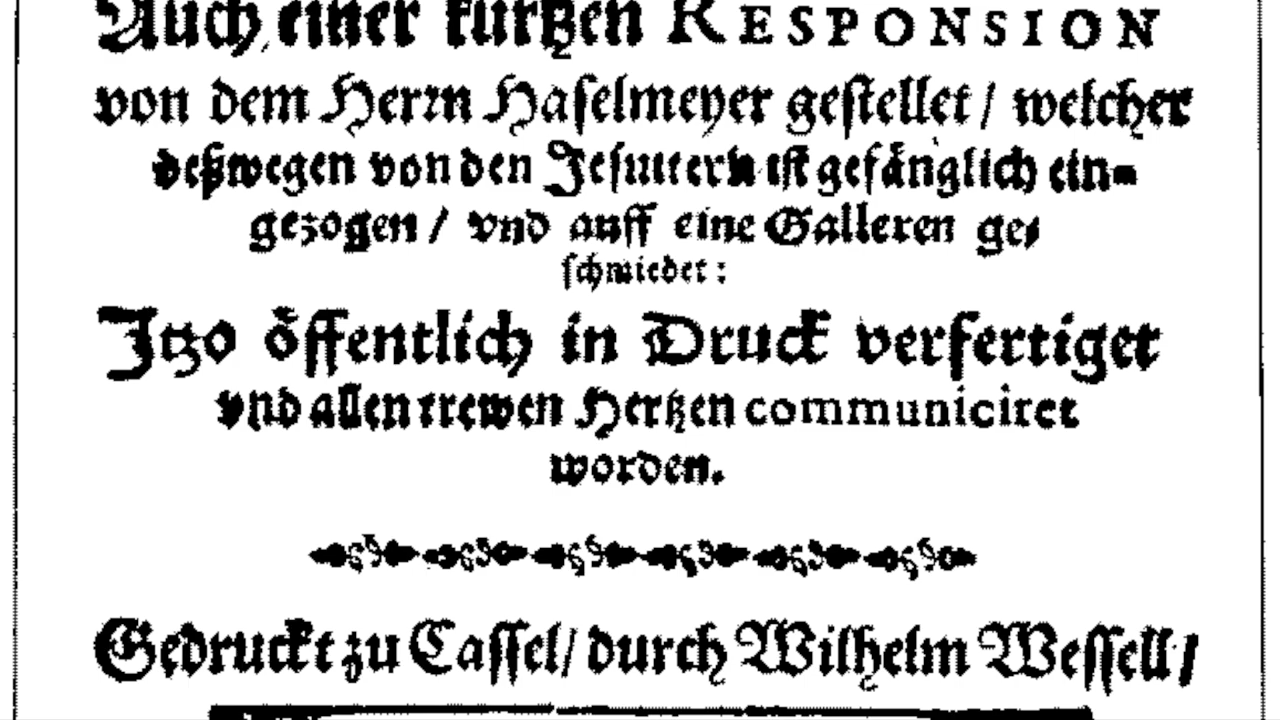 Auch einer kurtzen RESPONSION
von dem Herrn Haselmeyer gestellet / welcher
deßwegen von den Jesuitern ist gefänglich ein-
gezogen / vnd auff eine Galleren ge-
schmiedet:
Itzo öffentlich in Druck verfertiget
vnd allen trewen Hertzen communiciret
worden.
Gedruckt zu Cassel / durch Wilhelm Wessell /